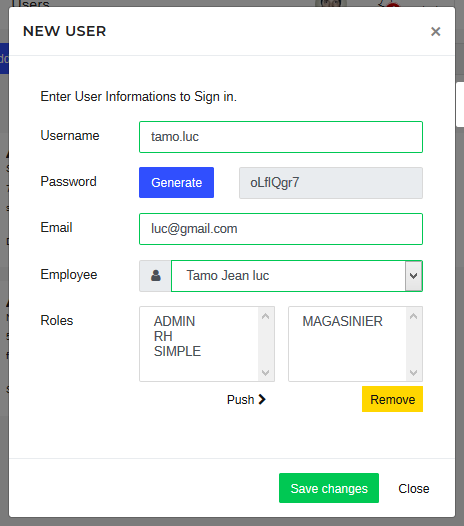 Users
NEW USER ×
Enter User Informations to Sign in.
Username tamo.luc
Password Generate oLflQgr7
Email luc@gmail.com
Employee Tamo Jean luc
Roles ADMIN MAGASINIER
RH
SIMPLE
Push Remove
Save changes Close